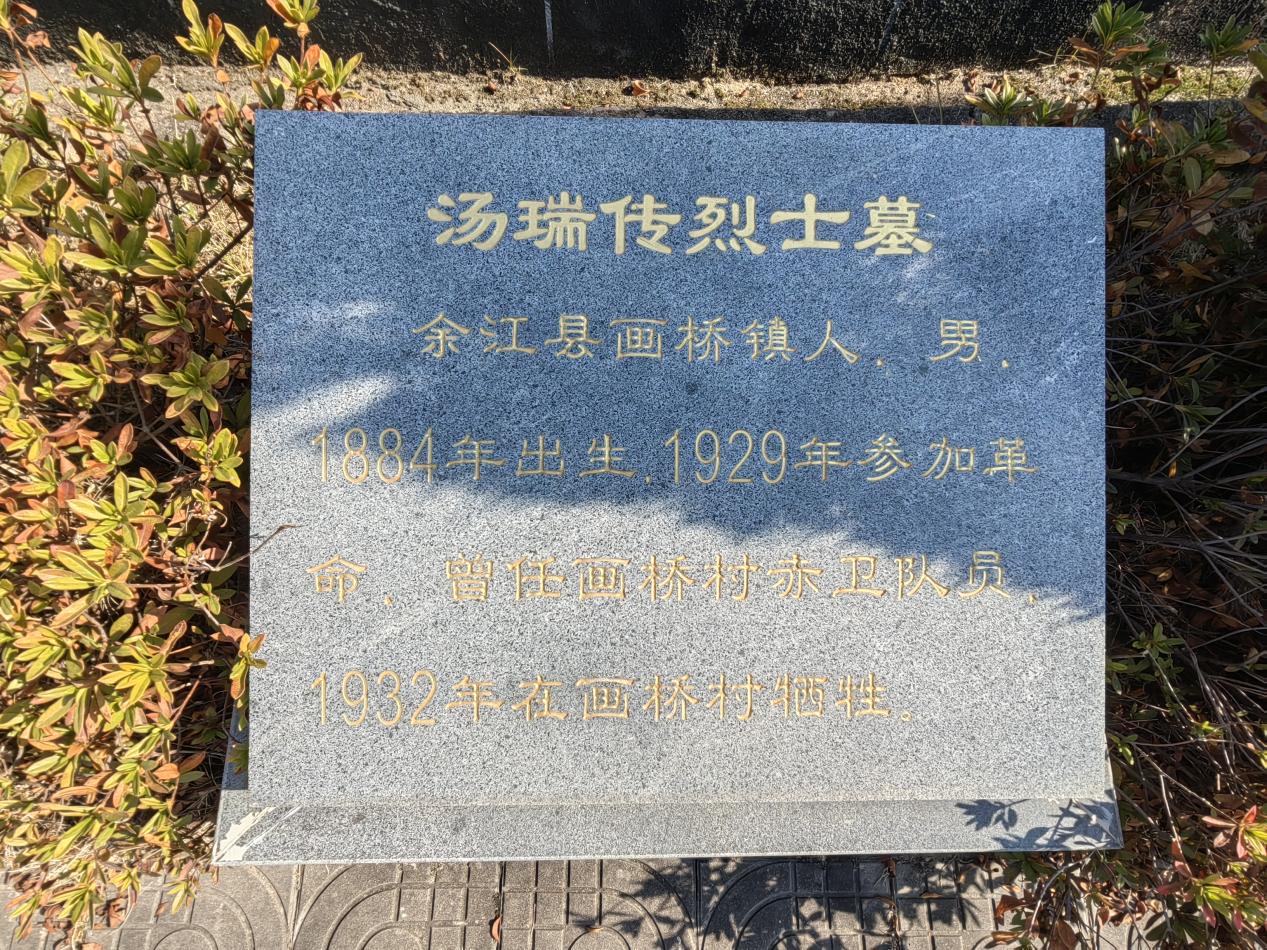 汤瑞传烈士墓
余江县画桥镇人，男，
1884年出生，1929年参加革
命，曾任画桥村赤卫队员，
1932年在画桥村牺牲。